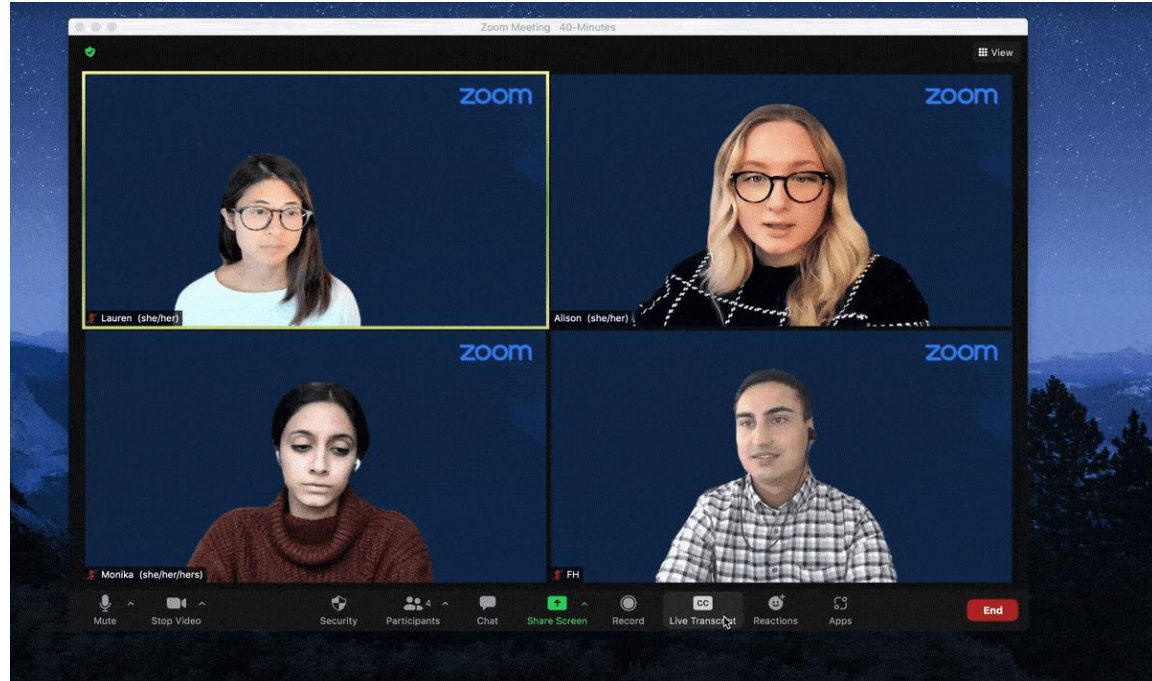 Zoom Meeting 40-Minutes
View
zoom
zoom
Lauren (she/her)
Alison (she/her)
zoom
zoom
Monika (she/her/hers)
FH
4
CC
Mute
Stop Video
Security
Participants
Chat
Share Screen
Record
Live Transcript
Reactions
Apps
End